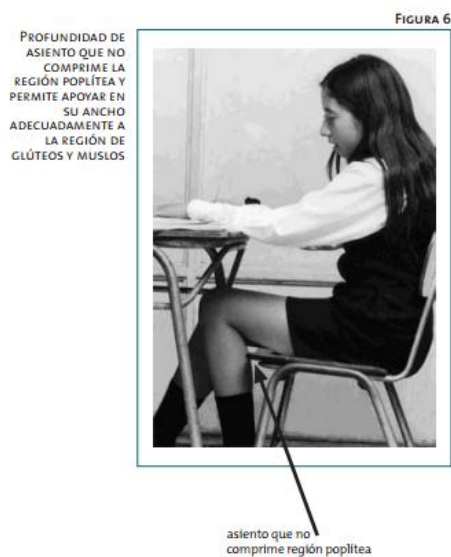 FIGURA 6
PROFUNDIDAD DE
ASIENTO QUE NO
COMPRIME LA
REGIÓN POPLÍTEA Y
PERMITE APOYAR EN
SU ANCHO
ADECUADAMENTE A
LA REGIÓN DE
GLÚTEOS Y MUSLOS
asiento que no
comprime región poplítea